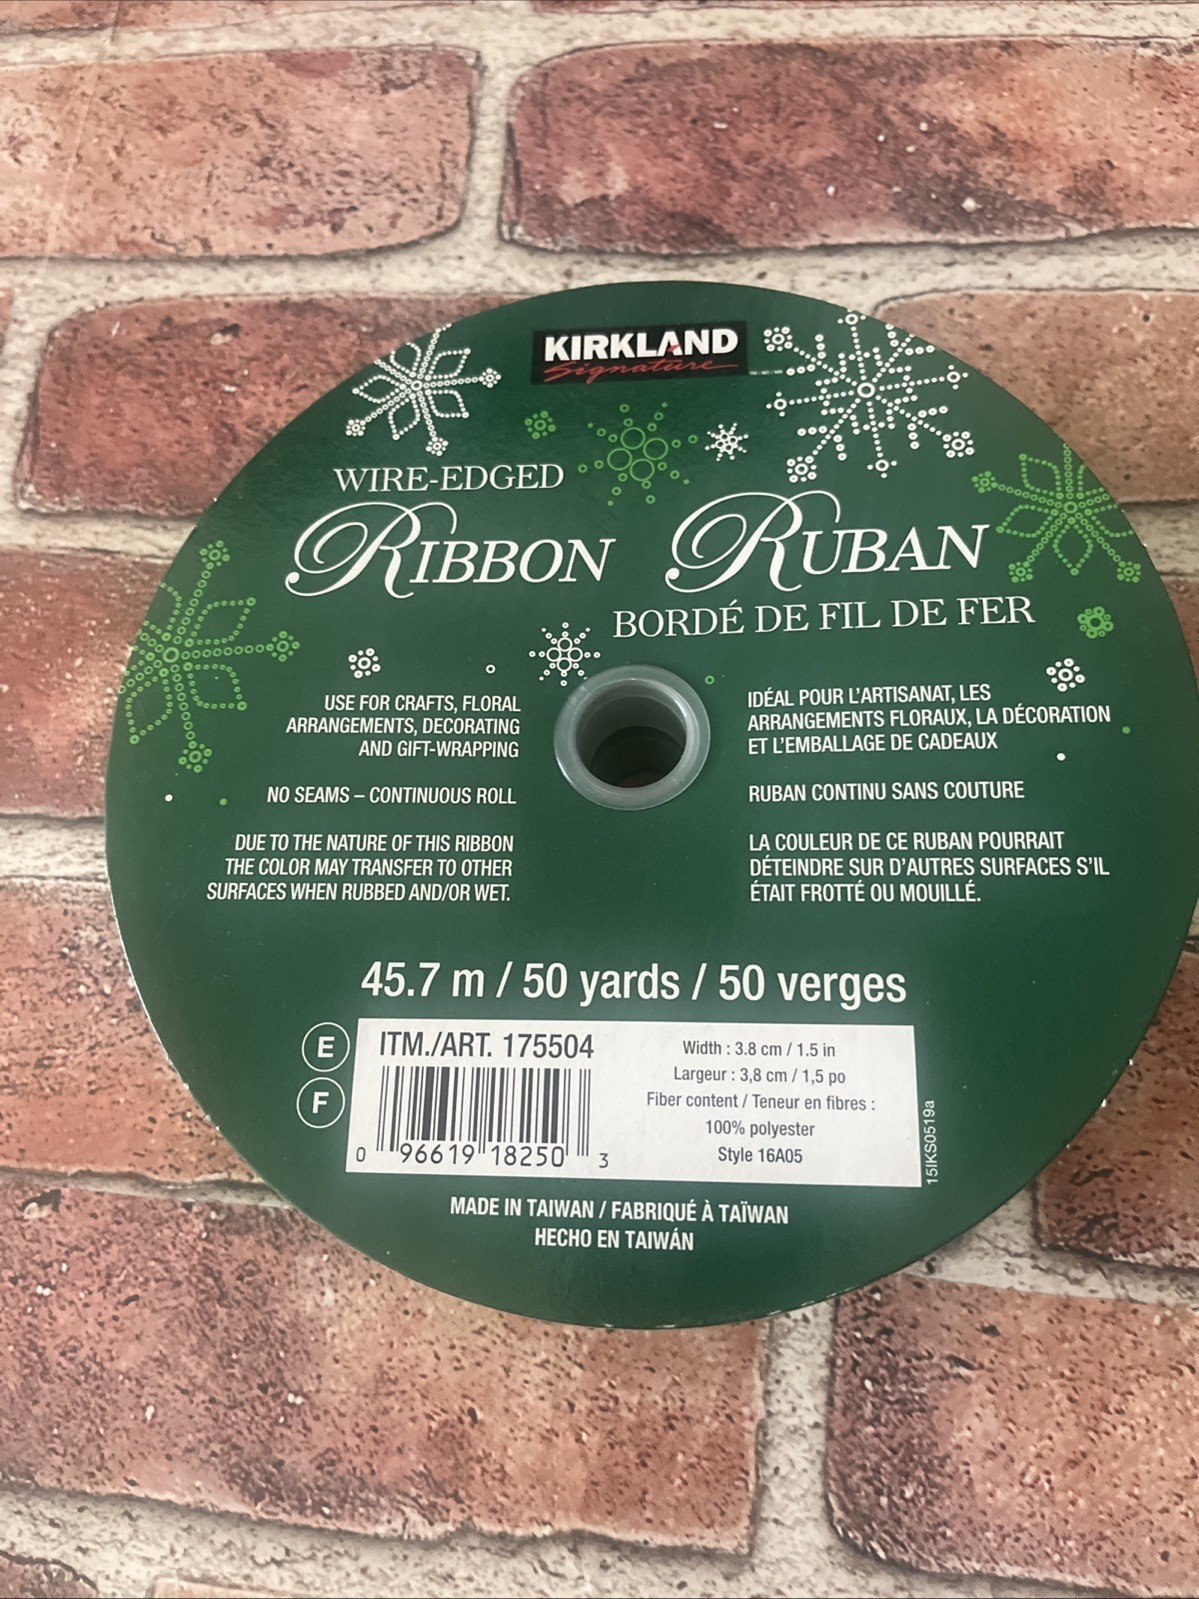 KIRKLAND
Signature
WIRE-EDGED
RIBBON
RUBAN
BORDÉ DE FIL DE FER
USE FOR CRAFTS, FLORAL
ARRANGEMENTS, DECORATING
AND GIFT-WRAPPING
NO SEAMS – CONTINUOUS ROLL
DUE TO THE NATURE OF THIS RIBBON
THE COLOR MAY TRANSFER TO OTHER
SURFACES WHEN RUBBED AND/OR WET.
IDÉAL POUR L'ARTISANAT, LES
ARRANGEMENTS FLORAUX, LA DÉCORATION
ET L'EMBALLAGE DE CADEAUX
RUBAN CONTINU SANS COUTURE
LA COULEUR DE CE RUBAN POURRAIT
DÉTEINDRE SUR D'AUTRES SURFACES S'IL
ÉTAIT FROTTÉ OU MOUILLÉ.
45.7 m / 50 yards / 50 verges
E
F
ITM./ART. 175504
0 96619 18250 3
Width : 3.8 cm / 1.5 in
Largeur : 3,8 cm / 1,5 po
Fiber content / Teneur en fibres :
100% polyester
Style 16A05
15IKS0519a
MADE IN TAIWAN / FABRIQUÉ À TAÏWAN
HECHO EN TAIWÁN